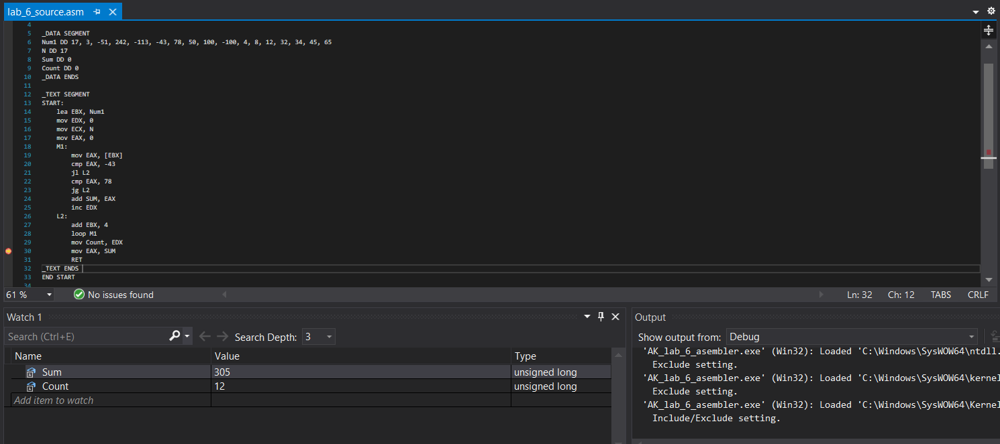 lab_6_source.asm
4
5 _DATA SEGMENT
6 Num1 DD 17, 3, -51, 242, -113, -43, 78, 50, 100, -100, 4, 8, 12, 32, 34, 45, 65
7 N DD 17
8 Sum DD 0
9 Count DD 0
10 _DATA ENDS
11
12 _TEXT SEGMENT
13 START:
14 lea EBX, Num1
15 mov EDX, 0
16 mov ECX, N
17 mov EAX, 0
18 M1:
19 mov EAX, [EBX]
20 cmp EAX, -43
21 jl L2
22 cmp EAX, 78
23 jg L2
24 add SUM, EAX
25 inc EDX
26 L2:
27 add EBX, 4
28 loop M1
29 mov Count, EDX
30 mov EAX, SUM
31 RET
32 _TEXT ENDS
33 END START
34
61 % No issues found Ln: 32 Ch: 12 TABS CRLF
Watch 1
Search (Ctrl+E) Search Depth: 3
Name Value Type
Sum 305 unsigned long
Count 12 unsigned long
Add item to watch
Output
Show output from: Debug
'AK_lab_6_asembler.exe' (Win32): Loaded 'C:\Windows\SysWOW64\ntdll.
Exclude setting.
'AK_lab_6_asembler.exe' (Win32): Loaded 'C:\Windows\SysWOW64\kernel
Exclude setting.
'AK_lab_6_asembler.exe' (Win32): Loaded 'C:\Windows\SysWOW64\Kernel
Include/Exclude setting.